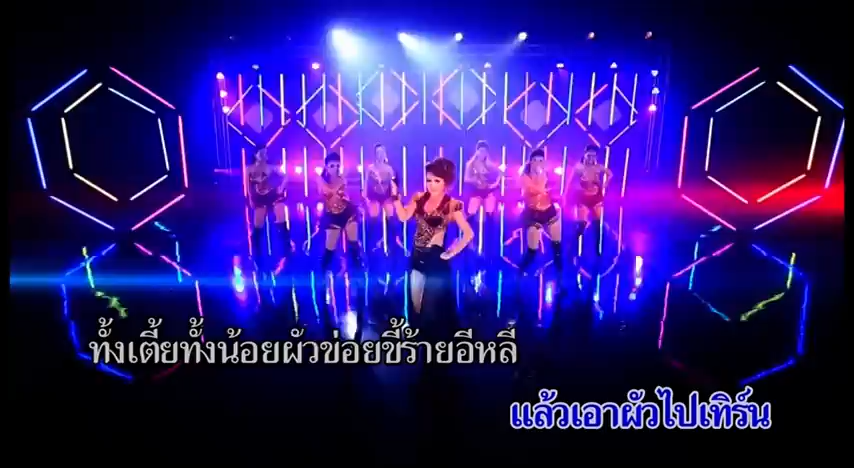 ทั้งเตี้ยทั้งน้อยผัวข่อยขี้ร้ายอีหลี
แล้วเอาผัวไปเทิร์น